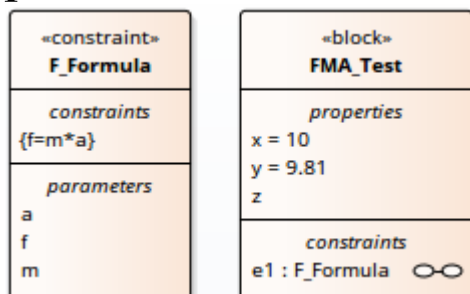 «constraint»
F_Formula
constraints
{f=m*a}
parameters
a
f
m
«block»
FMA_Test
properties
x = 10
y = 9.81
z
constraints
e1 : F_Formula